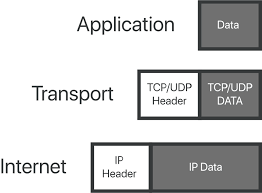 Application
Data
Transport
TCP/UDP
Header
TCP/UDP
DATA
Internet
IP
Header
IP Data